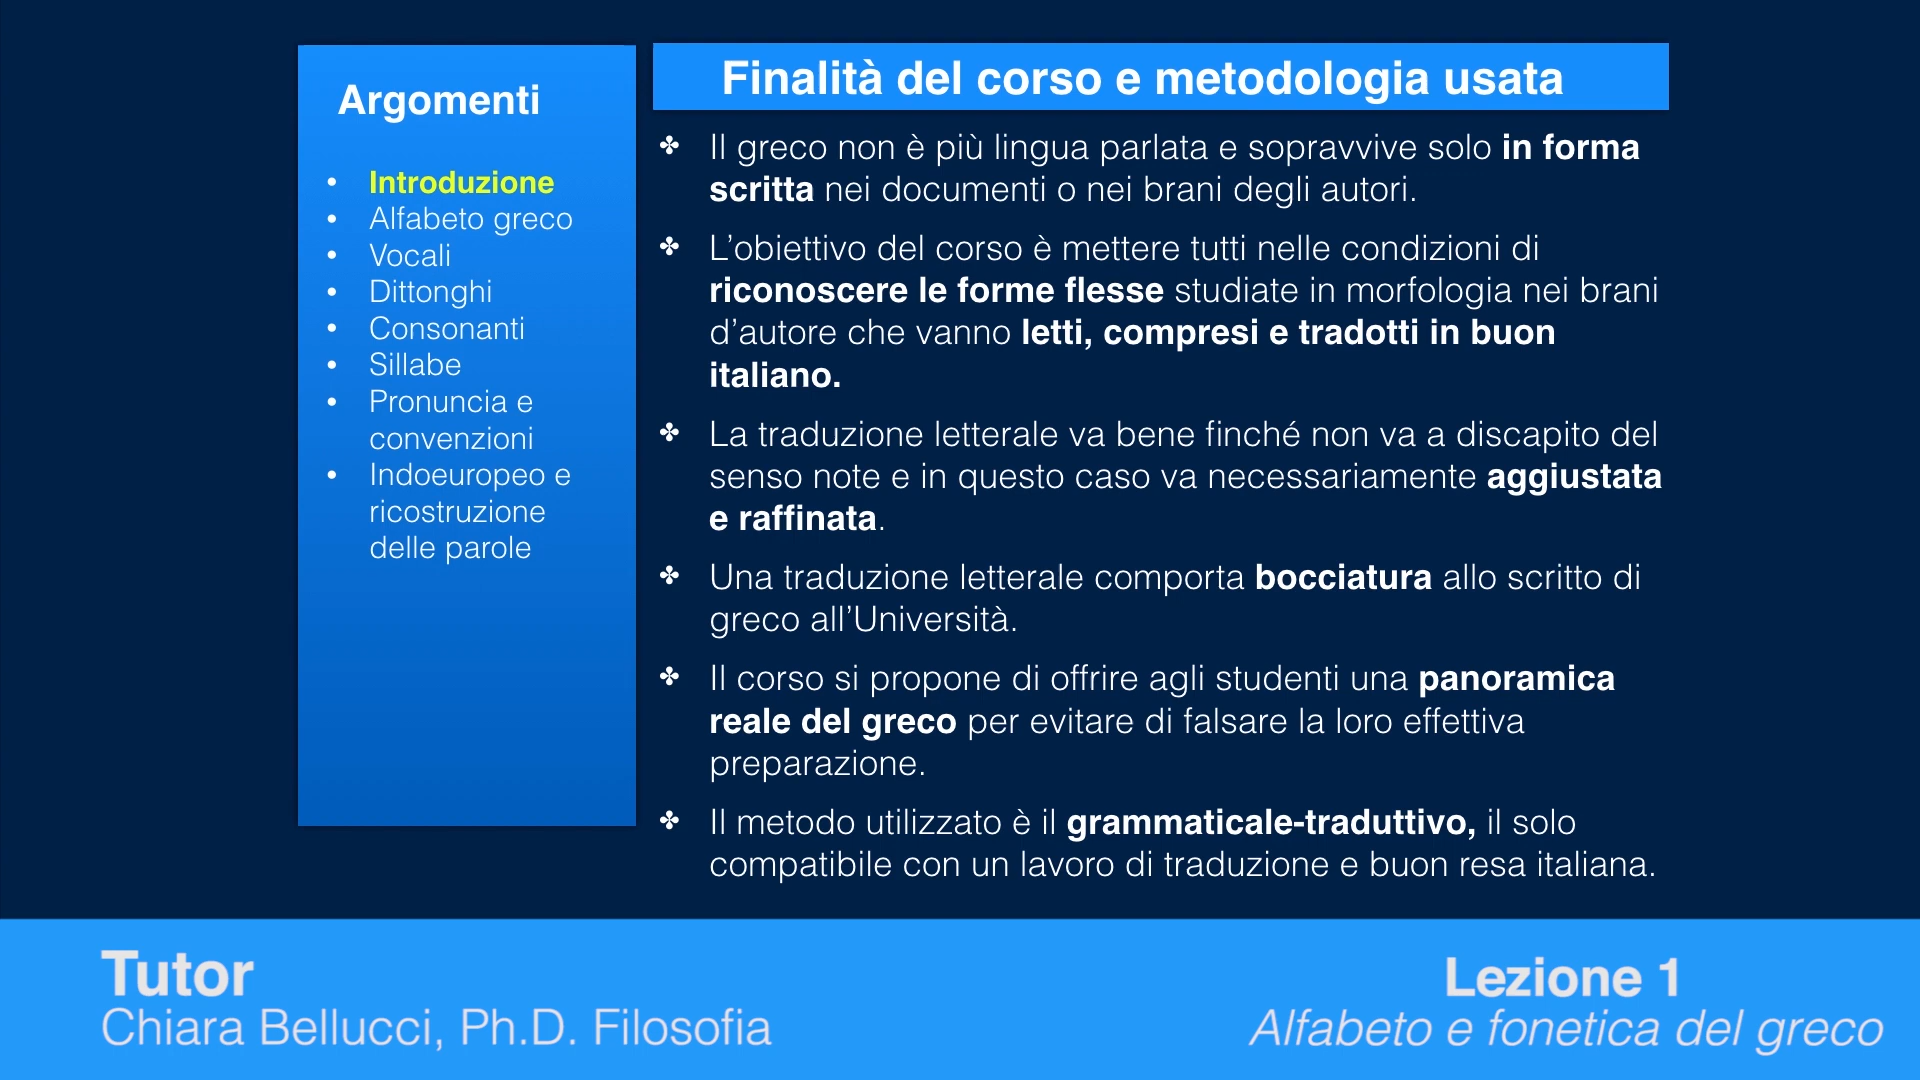 Argomenti
• Introduzione
• Alfabeto greco
• Vocali
• Dittonghi
• Consonanti
• Sillabe
• Pronuncia e
convenzioni
• Indoeuropeo e
ricostruzione
delle parole
Finalità del corso e metodologia usata
✤ Il greco non è più lingua parlata e sopravvive solo in forma
scritta nei documenti o nei brani degli autori.
✤ L’obiettivo del corso è mettere tutti nelle condizioni di
riconoscere le forme flesse studiate in morfologia nei brani
d’autore che vanno letti, compresi e tradotti in buon
italiano.
✤ La traduzione letterale va bene finché non va a discapito del
senso note e in questo caso va necessariamente aggiustata
e raffinata.
✤ Una traduzione letterale comporta bocciatura allo scritto di
greco all’Università.
✤ Il corso si propone di offrire agli studenti una panoramica
reale del greco per evitare di falsare la loro effettiva
preparazione.
✤ Il metodo utilizzato è il grammaticale-traduttivo, il solo
compatibile con un lavoro di traduzione e buon resa italiana.
Tutor
Chiara Bellucci, Ph.D. Filosofia
Lezione 1
Alfabeto e fonetica del greco